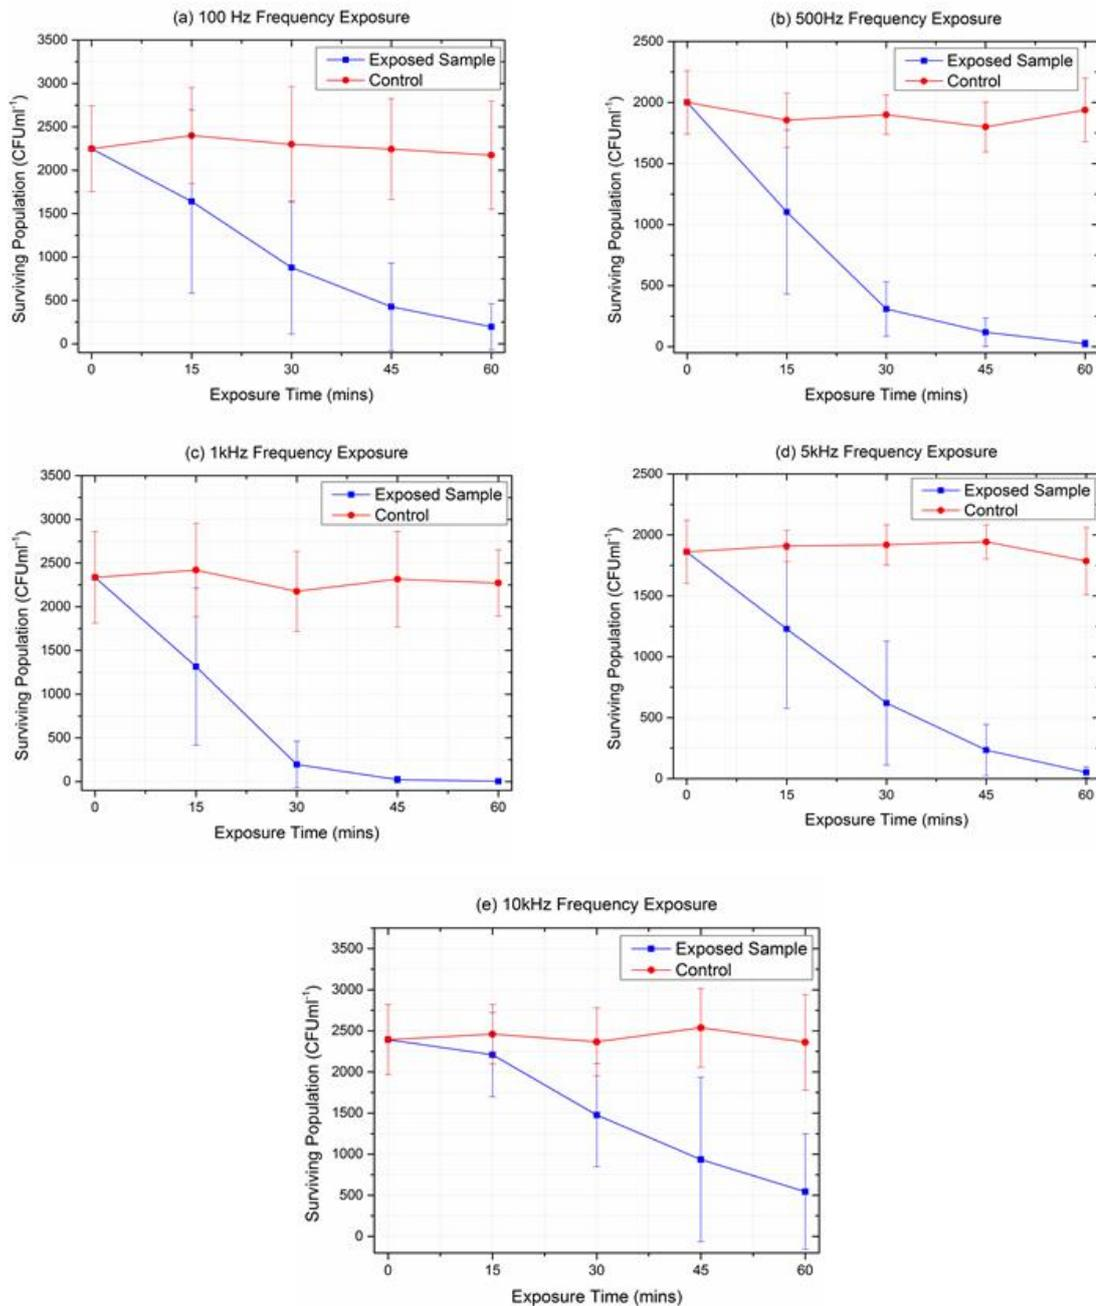 (a) 100 Hz Frequency Exposure
3500
3000
2500
2000
1500
1000
500
0
Surviving Population (CFUml⁻¹)
Exposed Sample
Control
0 15 30 45 60
Exposure Time (mins)
(b) 500Hz Frequency Exposure
2500
2000
1500
1000
500
0
Surviving Population (CFUml⁻¹)
Exposed Sample
Control
0 15 30 45 60
Exposure Time (mins)
(c) 1kHz Frequency Exposure
3500
3000
2500
2000
1500
1000
500
0
Surviving Population (CFUml⁻¹)
Exposed Sample
Control
0 15 30 45 60
Exposure Time (mins)
(d) 5kHz Frequency Exposure
2500
2000
1500
1000
500
0
Surviving Population (CFUml⁻¹)
Exposed Sample
Control
0 15 30 45 60
Exposure Time (mins)
(e) 10kHz Frequency Exposure
3500
3000
2500
2000
1500
1000
500
0
Surviving Population (CFUml⁻¹)
Exposed Sample
Control
0 15 30 45 60
Exposure Time (mins)